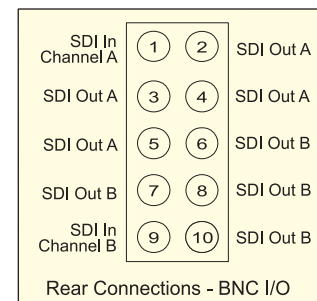 SDI In
Channel A
1 2
SDI Out A
SDI Out A
3 4
SDI Out A
SDI Out A
5 6
SDI Out B
SDI Out B
7 8
SDI Out B
SDI In
Channel B
9 10
SDI Out B
Rear Connections - BNC I/O